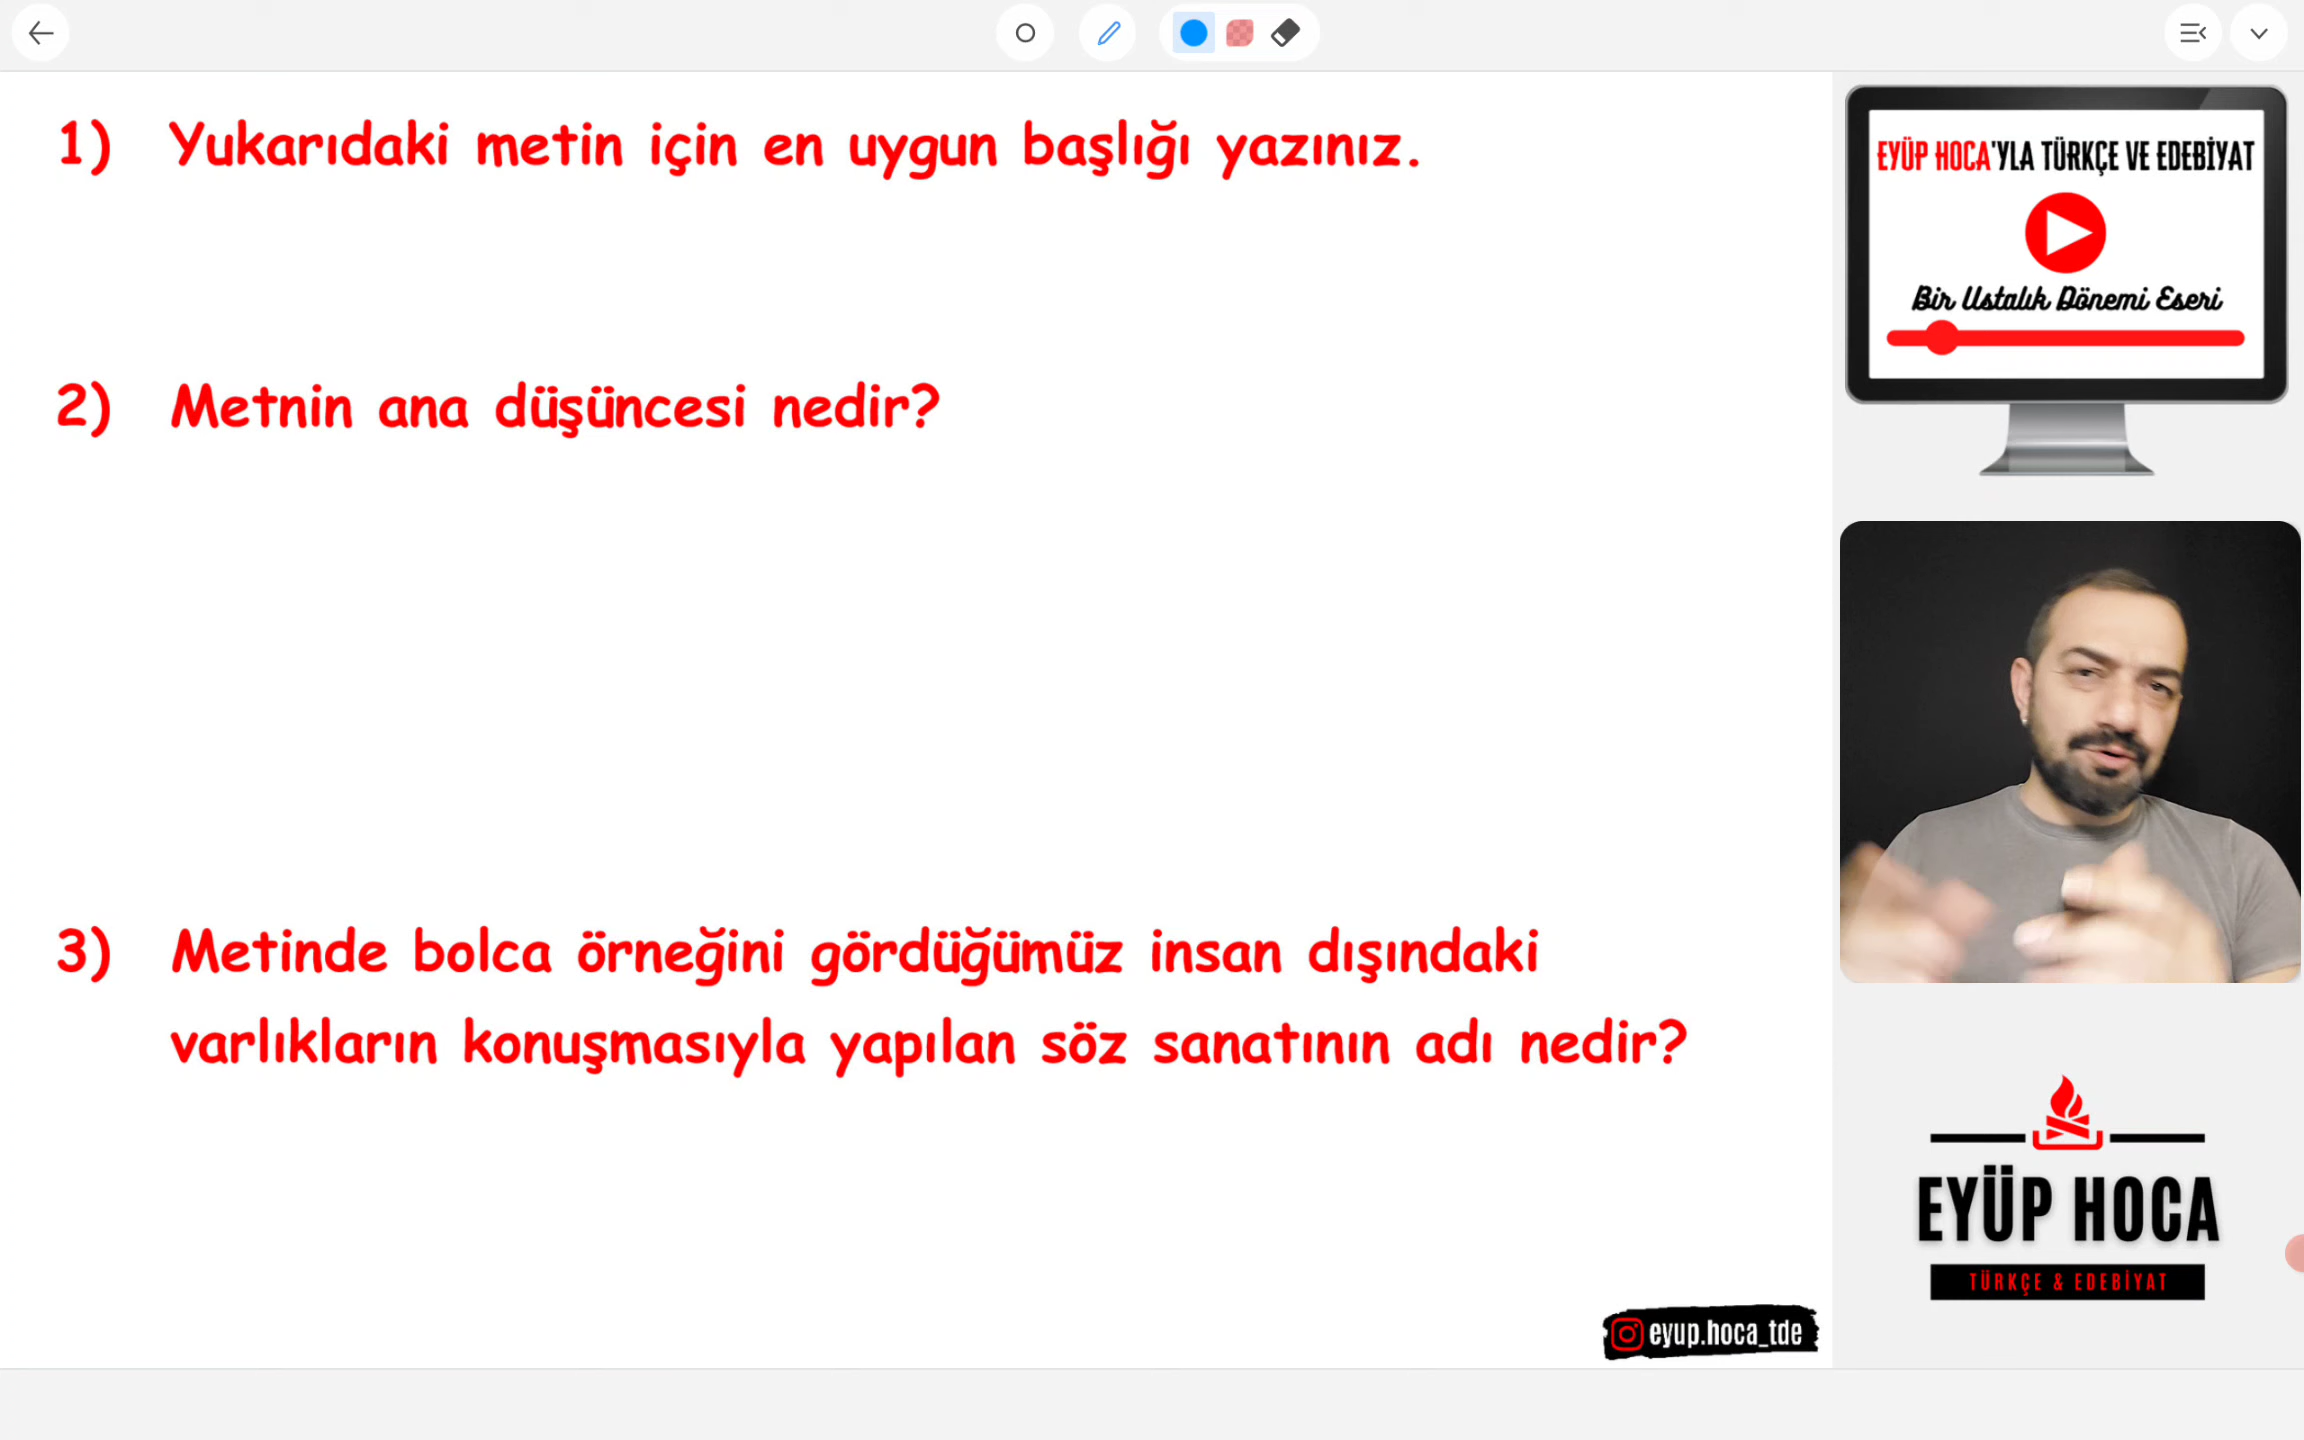 1) Yukarıdaki metin için en uygun başlığı yazınız.
2) Metnin ana düşüncesi nedir?
3) Metinde bolca örneğini gördüğümüz insan dışındaki
varlıkların konuşmasıyla yapılan söz sanatının adı nedir?
eyup.hoca_tde
EYÜP HOCA'YLA TÜRKÇE VE EDEBİYAT
Bir Ustalık Dönemi Eseri
EYÜP HOCA
TÜRKÇE & EDEBİYAT